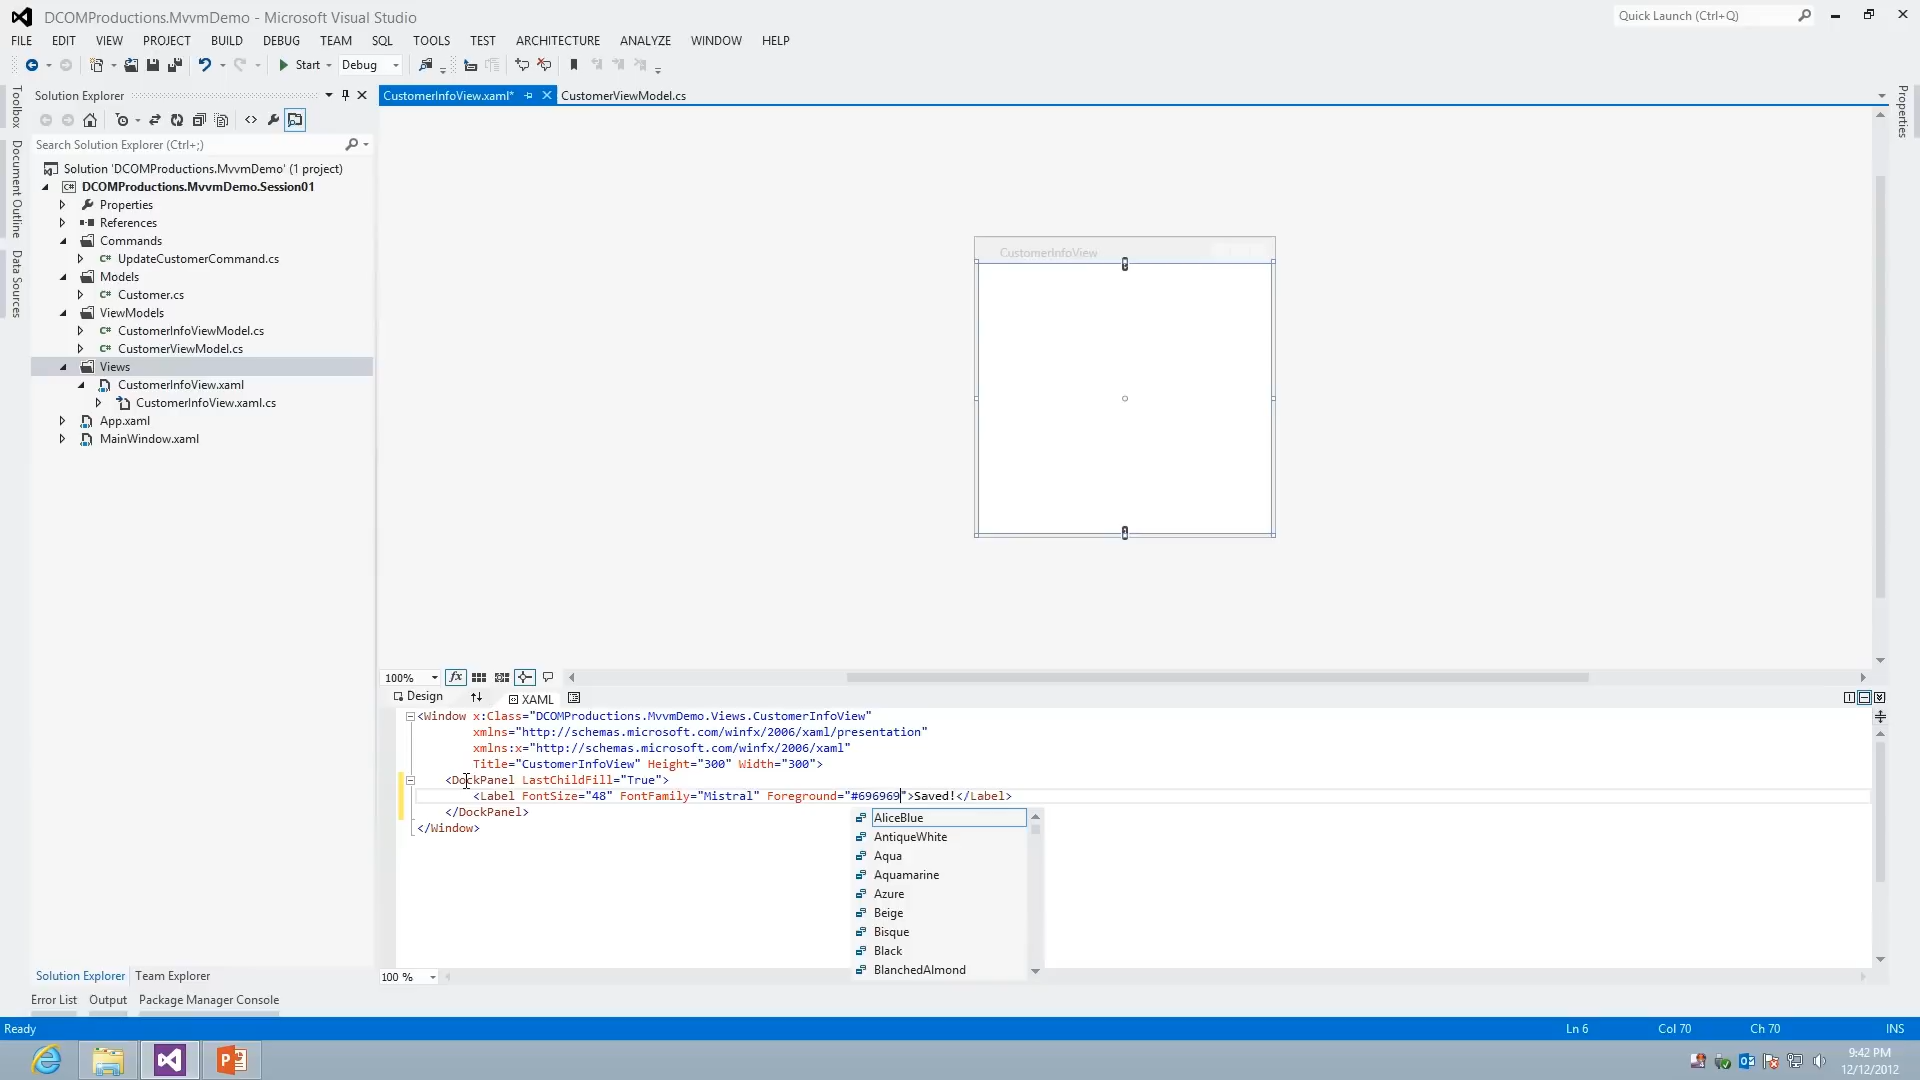 DCOMProductions.MvvmDemo - Microsoft Visual Studio
Quick Launch (Ctrl+Q)
FILE EDIT VIEW PROJECT BUILD DEBUG TEAM SQL TOOLS TEST ARCHITECTURE ANALYZE WINDOW HELP
Start Debug
Toolbox
Document Outline
Data Sources
Solution Explorer
Search Solution Explorer (Ctrl+;)
Solution 'DCOMProductions.MvvmDemo' (1 project)
DCOMProductions.MvvmDemo.Session01
Properties
References
Commands
UpdateCustomerCommand.cs
Models
Customer.cs
ViewModels
CustomerInfoViewModel.cs
CustomerViewModel.cs
Views
CustomerInfoView.xaml
CustomerInfoView.xaml.cs
App.xaml
MainWindow.xaml
Solution Explorer Team Explorer
CustomerInfoView.xaml* CustomerViewModel.cs
Properties
CustomerInfoView
100% fx
Design XAML
<Window x:Class="DCOMProductions.MvvmDemo.Views.CustomerInfoView"
xmlns="http://schemas.microsoft.com/winfx/2006/xaml/presentation"
xmlns:x="http://schemas.microsoft.com/winfx/2006/xaml"
Title="CustomerInfoView" Height="300" Width="300">
<DockPanel LastChildFill="True">
<Label FontSize="48" FontFamily="Mistral" Foreground="#696969">Saved!</Label>
</DockPanel>
</Window>
AliceBlue
AntiqueWhite
Aqua
Aquamarine
Azure
Beige
Bisque
Black
BlanchedAlmond
100 %
Error List Output Package Manager Console
Ready Ln 6 Col 70 Ch 70 INS
9:42 PM
12/12/2012